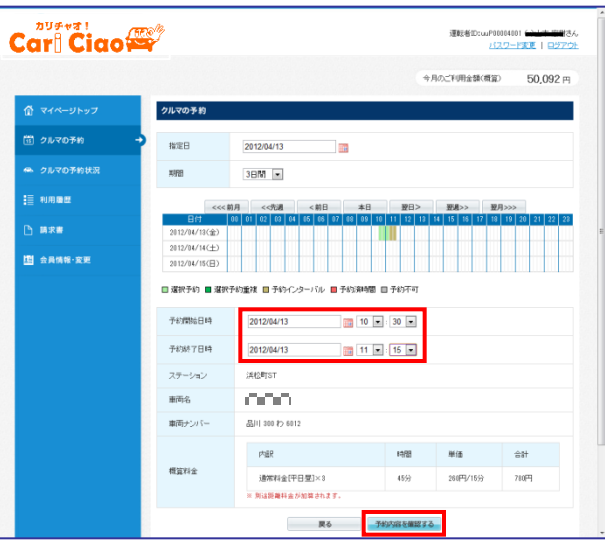 カリチャオ!
Cari Ciao
運転者ID:uuP00004001 さん
パスワード変更 | ログアウト
今月のご利用金額(概算) 50,092 円
マイページトップ
クルマの予約
クルマの予約状況
利用履歴
請求書
会員情報・変更
クルマの予約
指定日 2012/04/13
期間 3日間
<<<前月 <<先週 <前日 本日 翌日> 翌週>> 翌月>>>
日付 00 01 02 03 04 05 06 07 08 09 10 11 12 13 14 15 16 17 18 19 20 21 22 23
2012/04/13(金)
2012/04/14(土)
2012/04/15(日)
選択予約 選択予約重複 予約インターバル 予約済時間 予約不可
予約開始日時 2012/04/13 10 : 30
予約終了日時 2012/04/13 11 : 15
ステーション 浜松町ST
車両名
車両ナンバー 品川 300 わ 6012
概算料金
内訳 時間 単価 合計
通常料金[平日昼]×3 45分 260円/15分 780円
※ 別途距離料金が加算されます。
戻る 予約内容を確認する